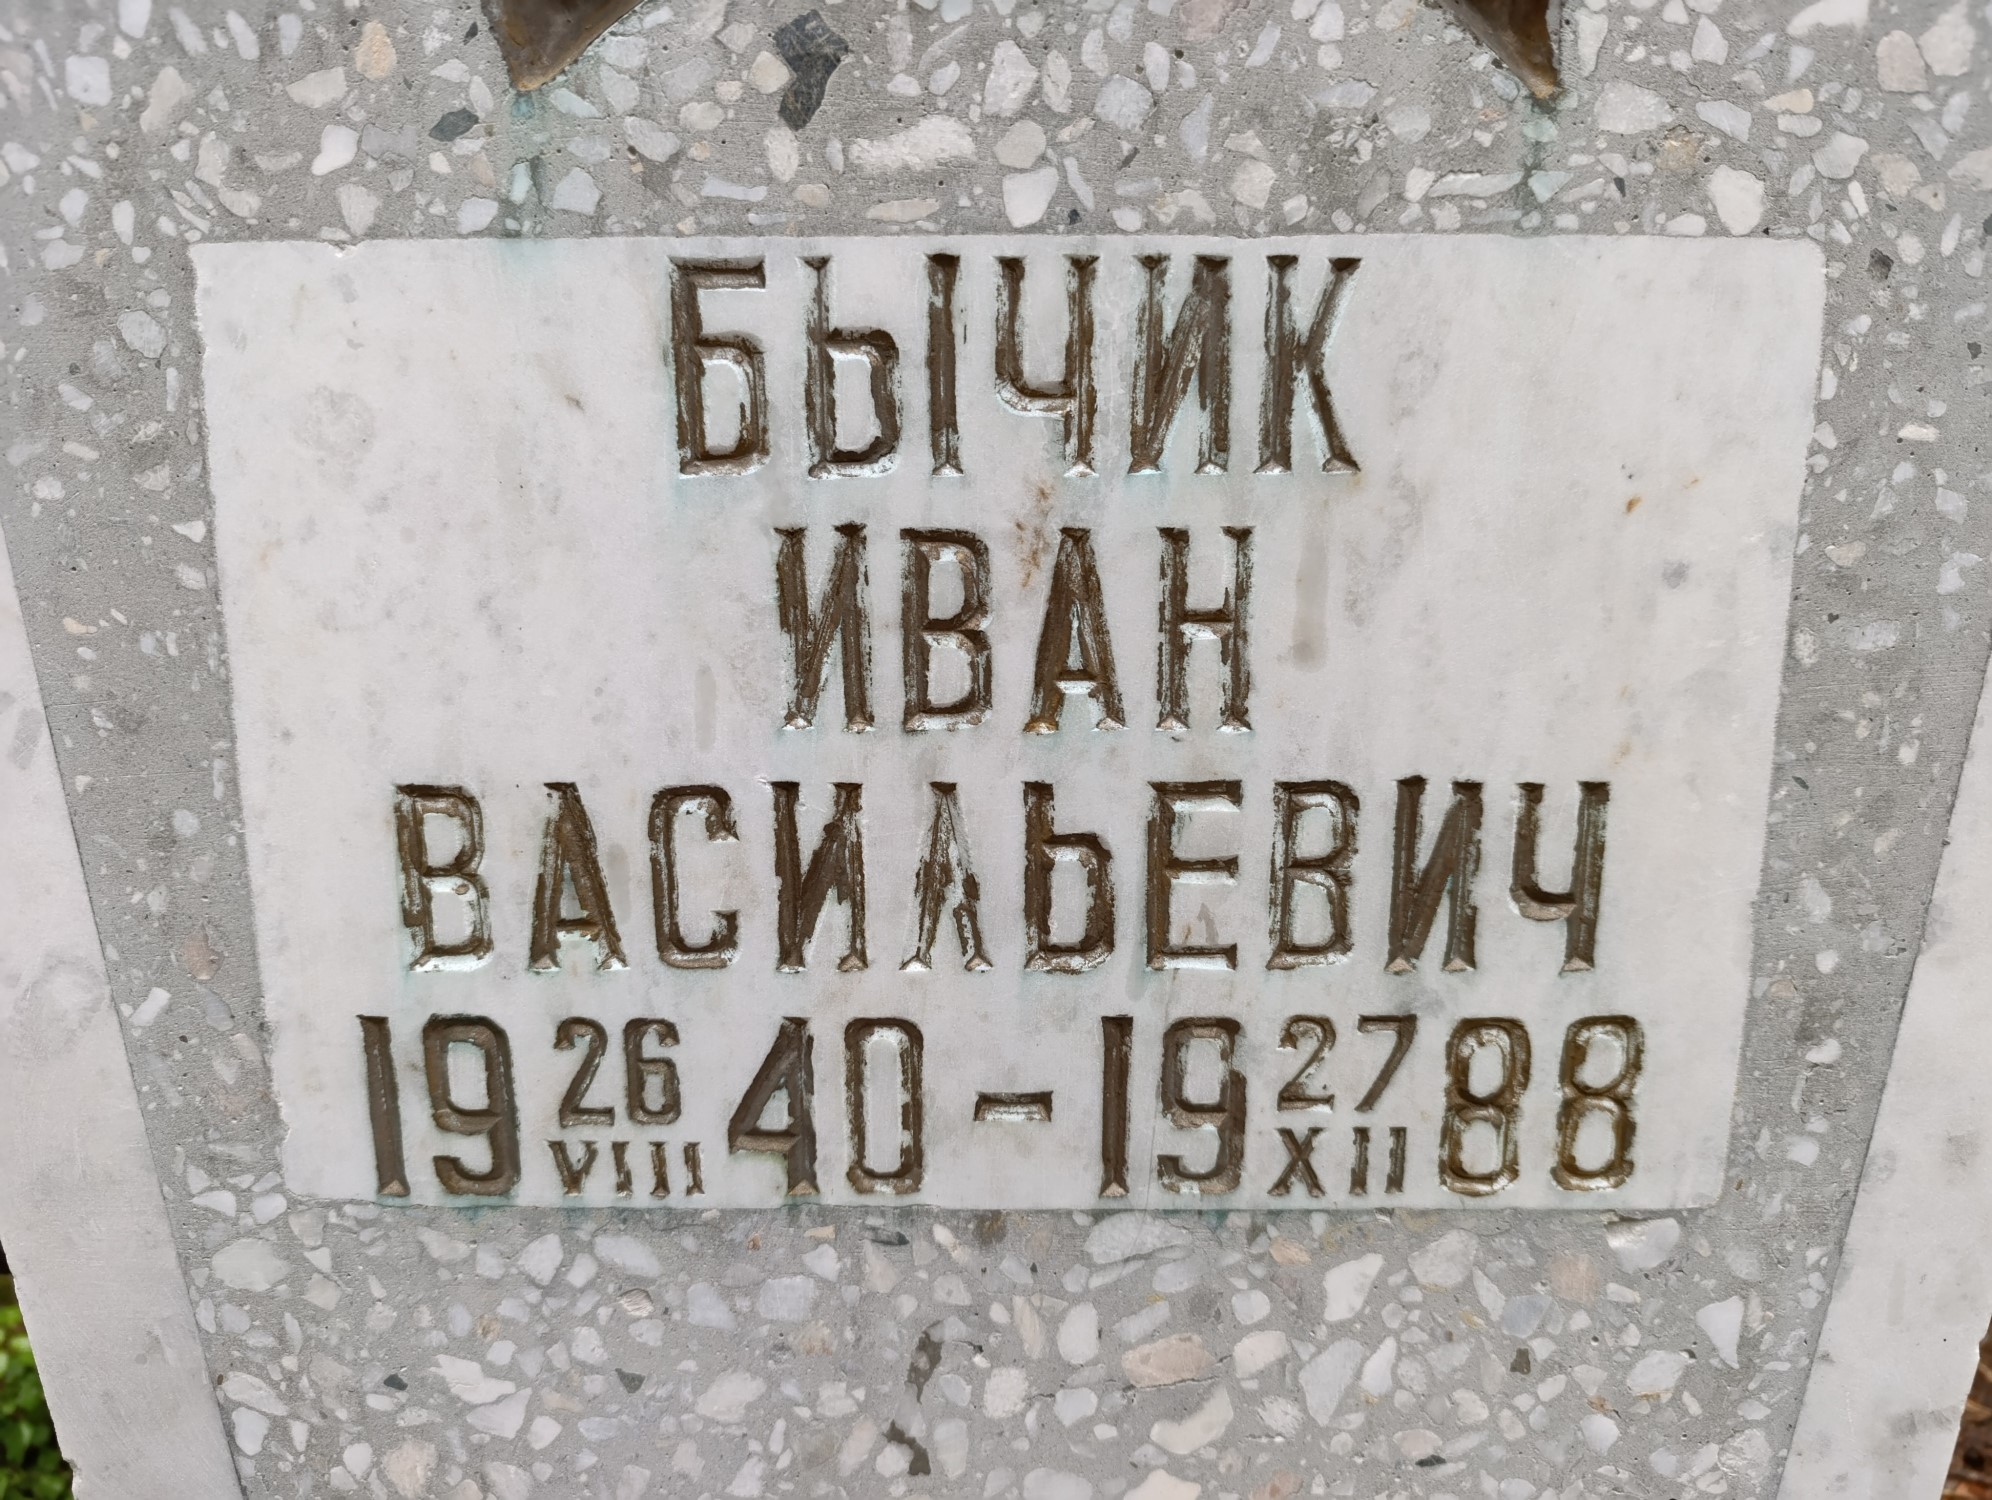 БЫЧИК
ИВАН
ВАСИЛЬЕВИЧ
19 26/VIII 40 – 19 27/XII 88